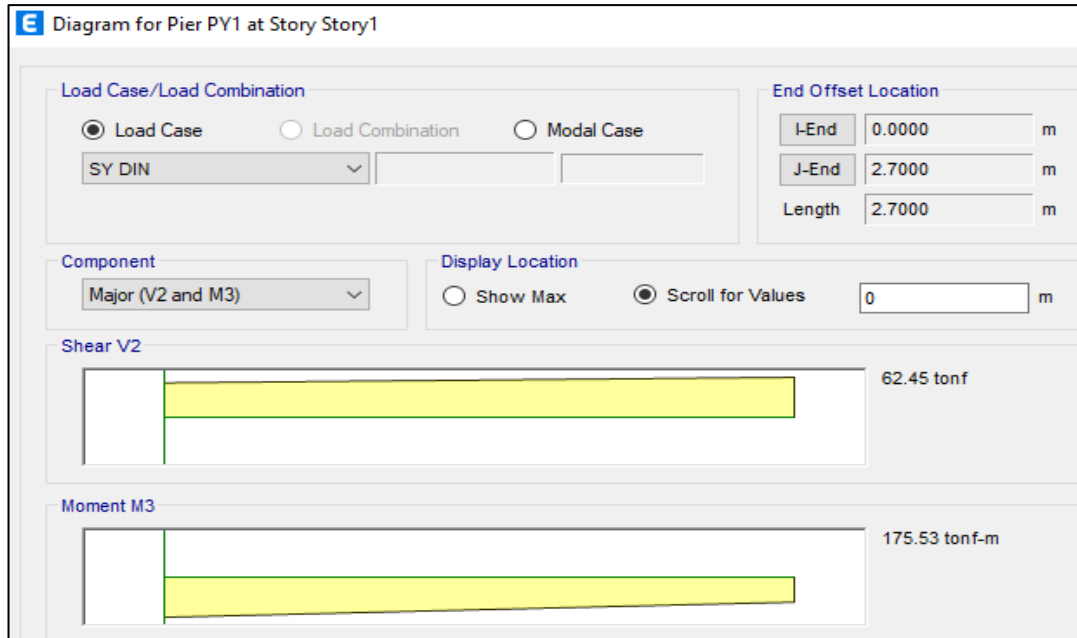 E Diagram for Pier PY1 at Story Story1
Load Case/Load Combination
Load Case Load Combination Modal Case
SY DIN
End Offset Location
I-End 0.0000 m
J-End 2.7000 m
Length 2.7000 m
Component
Major (V2 and M3)
Display Location
Show Max Scroll for Values 0 m
Shear V2
62.45 tonf
Moment M3
175.53 tonf-m